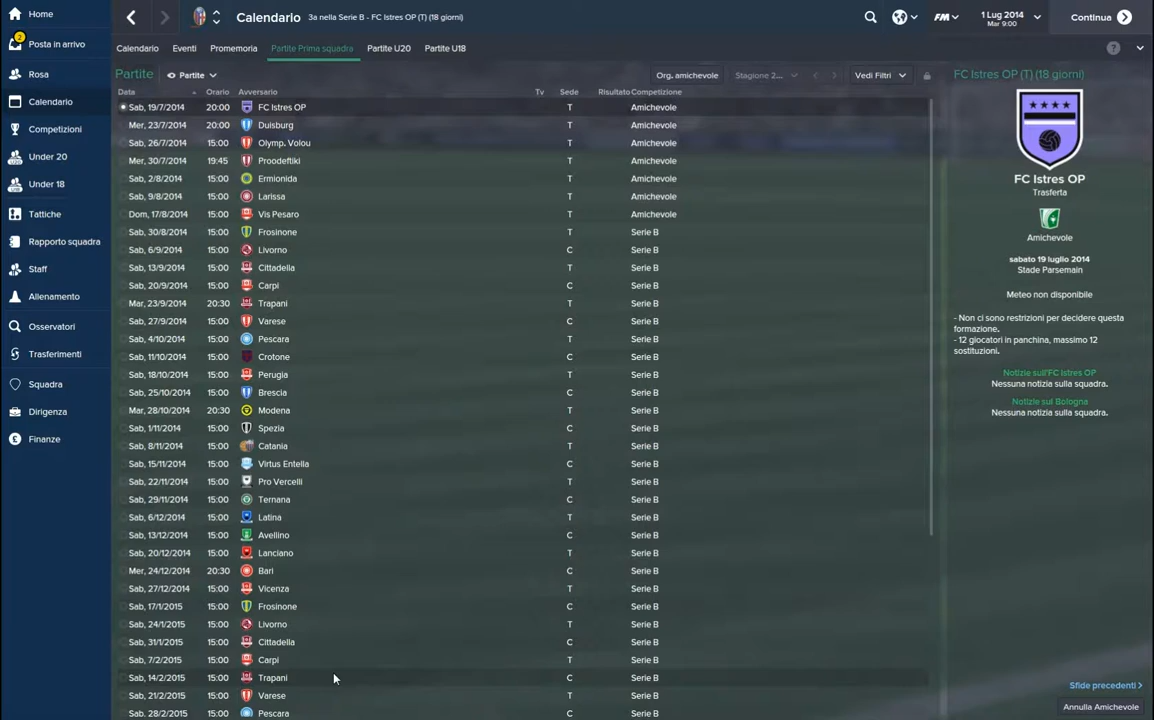 Home
2
Posta in arrivo
Rosa
Calendario
Competizioni
Under 20
Under 18
Tattiche
Rapporto squadra
Staff
Allenamento
Osservatori
Trasferimenti
Squadra
Dirigenza
Finanze
Calendario 3a nella Serie B - FC Istres OP (T) (18 giorni)
FM
1 Lug 2014
Mar 9:00
Continua
Calendario Eventi Promemoria Partite Prima squadra Partite U20 Partite U18
?
Partite Partite Org. amichevole Stagione 2... Vedi Filtri
Data Orario Avversario Tv Sede Risultato Competizione
Sab, 19/7/2014 20:00 FC Istres OP T Amichevole
Mer, 23/7/2014 20:00 Duisburg T Amichevole
Sab, 26/7/2014 15:00 Olymp. Volou T Amichevole
Mer, 30/7/2014 19:45 Proodeftiki T Amichevole
Sab, 2/8/2014 15:00 Ermionida T Amichevole
Sab, 9/8/2014 15:00 Larissa T Amichevole
Dom, 17/8/2014 15:00 Vis Pesaro T Amichevole
Sab, 30/8/2014 15:00 Frosinone T Serie B
Sab, 6/9/2014 15:00 Livorno C Serie B
Sab, 13/9/2014 15:00 Cittadella T Serie B
Sab, 20/9/2014 15:00 Carpi C Serie B
Mar, 23/9/2014 20:30 Trapani T Serie B
Sab, 27/9/2014 15:00 Varese C Serie B
Sab, 4/10/2014 15:00 Pescara T Serie B
Sab, 11/10/2014 15:00 Crotone C Serie B
Sab, 18/10/2014 15:00 Perugia T Serie B
Sab, 25/10/2014 15:00 Brescia C Serie B
Mar, 28/10/2014 20:30 Modena T Serie B
Sab, 1/11/2014 15:00 Spezia C Serie B
Sab, 8/11/2014 15:00 Catania T Serie B
Sab, 15/11/2014 15:00 Virtus Entella C Serie B
Sab, 22/11/2014 15:00 Pro Vercelli T Serie B
Sab, 29/11/2014 15:00 Ternana C Serie B
Sab, 6/12/2014 15:00 Latina T Serie B
Sab, 13/12/2014 15:00 Avellino C Serie B
Sab, 20/12/2014 15:00 Lanciano T Serie B
Mer, 24/12/2014 20:30 Bari C Serie B
Sab, 27/12/2014 15:00 Vicenza T Serie B
Sab, 17/1/2015 15:00 Frosinone C Serie B
Sab, 24/1/2015 15:00 Livorno T Serie B
Sab, 31/1/2015 15:00 Cittadella C Serie B
Sab, 7/2/2015 15:00 Carpi T Serie B
Sab, 14/2/2015 15:00 Trapani C Serie B
Sab, 21/2/2015 15:00 Varese T Serie B
Sab, 28/2/2015 15:00 Pescara C Serie B
FC Istres OP (T) (18 giorni)
FC Istres OP
Trasferta
Amichevole
sabato 19 luglio 2014
Stade Parsemain
Meteo non disponibile
- Non ci sono restrizioni per decidere questa
formazione.
- 12 giocatori in panchina, massimo 12
sostituzioni.
Notizie sull'FC Istres OP
Nessuna notizia sulla squadra.
Notizie sul Bologna
Nessuna notizia sulla squadra.
Sfide precedenti
Annulla Amichevole